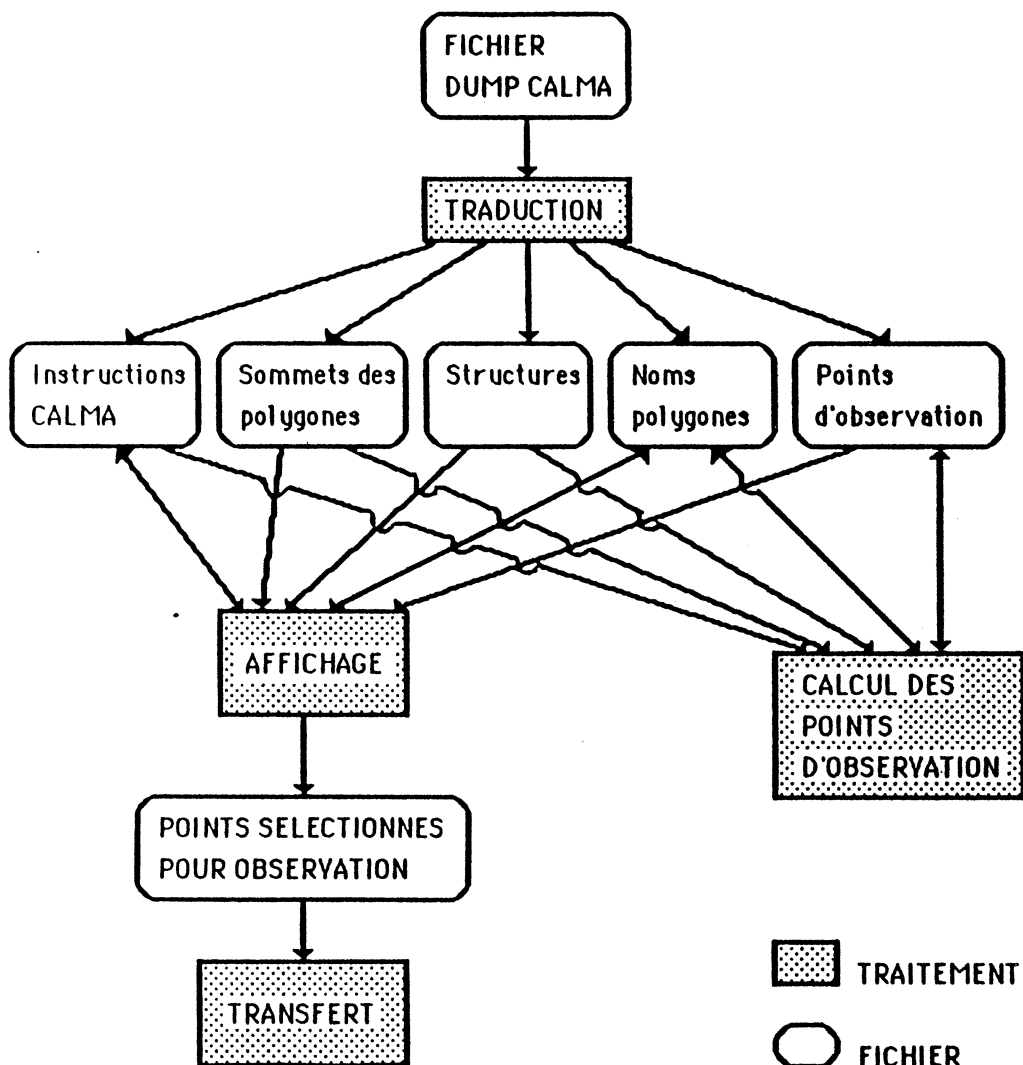 FICHIER
DUMP CALMA
TRADUCTION
Instructions
CALMA
Sommets des
polygones
Structures
Noms
polygones
Points
d'observation
AFFICHAGE
CALCUL DES
POINTS
D'OBSERVATION
POINTS SELECTIONNES
POUR OBSERVATION
TRANSFERT
TRAITEMENT
FICHIER